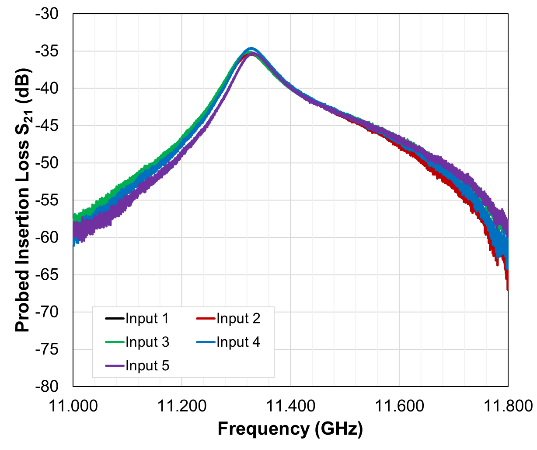 -30
-35
-40
-45
-50
-55
-60
-65
-70
-75
-80
Probed Insertion Loss S21 (dB)
Input 1 Input 2
Input 3 Input 4
Input 5
11.000 11.200 11.400 11.600 11.800
Frequency (GHz)